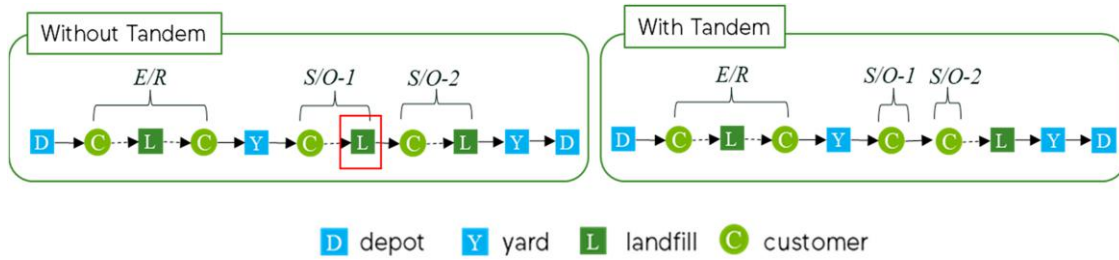 Without Tandem
With Tandem
E/R S/O-1 S/O-2
E/R S/O-1 S/O-2
D C L C Y C L C L Y D
D C L C Y C C L Y D
D depot Y yard L landfill C customer